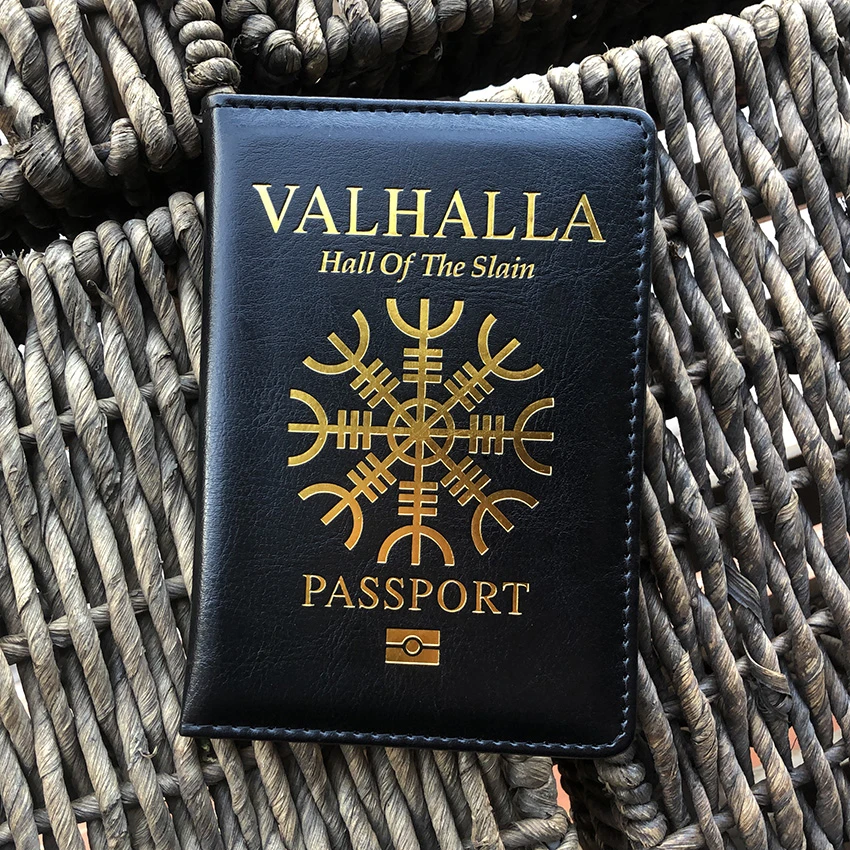 VALHALLA
Hall Of The Slain
PASSPORT